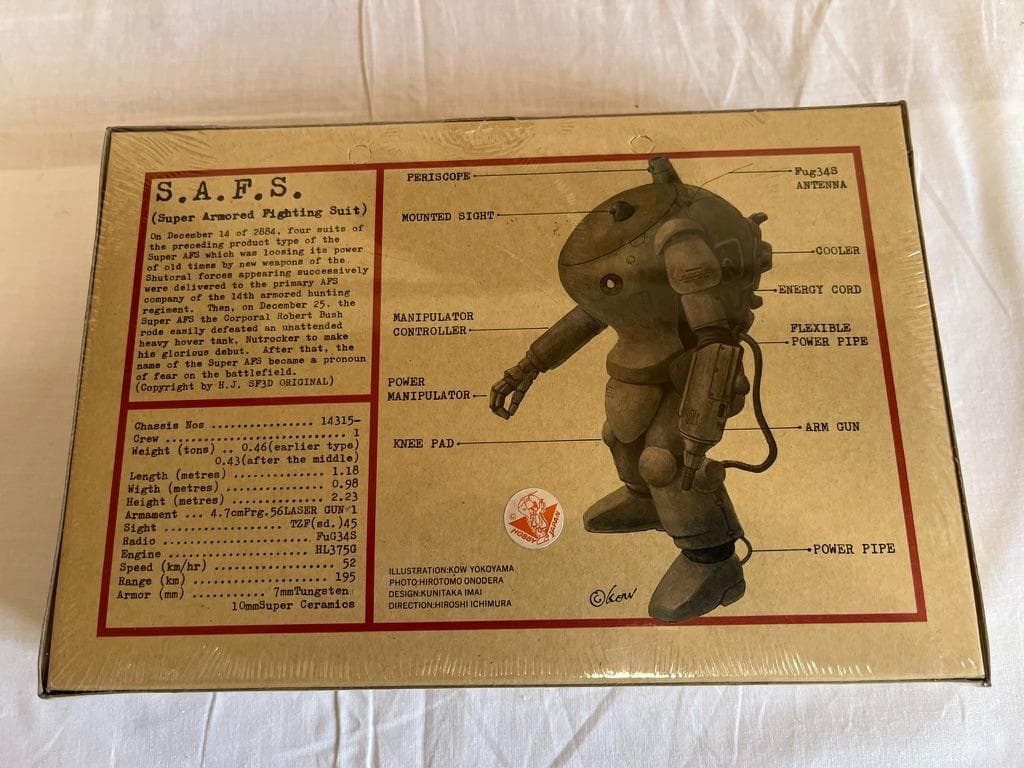 S.A.F.S.
(Super Armored Fighting Suit)
On December 14 of 2884, four suits of
the preceding product type of the
Super AFS which was loosing its power
of old times by new weapons of the
Shutoral forces appearing successively
were delivered to the primary AFS
company of the 14th armored hunting
regiment. Then, on December 25. the
Super AFS the Corporal Robert Bush
rode easily defeated an unattended
heavy hover tank, Nutrocker to make
his glorious debut. After that, the
name of the Super AFS became a pronoun
of fear on the battlefield.
(Copyright by H.J. SF3D ORIGINAL)
Chassis Nos ................. 14315-
Crew ............................ 1
Weight (tons) .. 0.46(earlier type)
0.43(after the middle)
Length (metres) ............... 1.18
Wigth (metres) ................ 0.98
Height (metres) ............... 2.23
Armament ... 4.7cmPrg.56LASER GUN 1
Sight ................. TZF(sd.)45
Radio ....................... FuG34S
Engine ...................... HL375G
Speed (km/hr) ................... 52
Range (km) ..................... 195
Armor (mm) .......... 7mmTungsten
10mmSuper Ceramics
PERISCOPE
MOUNTED SIGHT
MANIPULATOR
CONTROLLER
POWER
MANIPULATOR
KNEE PAD
Fug34S
ANTENNA
COOLER
ENERGY CORD
FLEXIBLE
POWER PIPE
ARM GUN
POWER PIPE
HOBBY JAPAN
©Kow
ILLUSTRATION:KOW YOKOYAMA
PHOTO:HIROTOMO ONODERA
DESIGN:KUNITAKA IMAI
DIRECTION:HIROSHI ICHIMURA